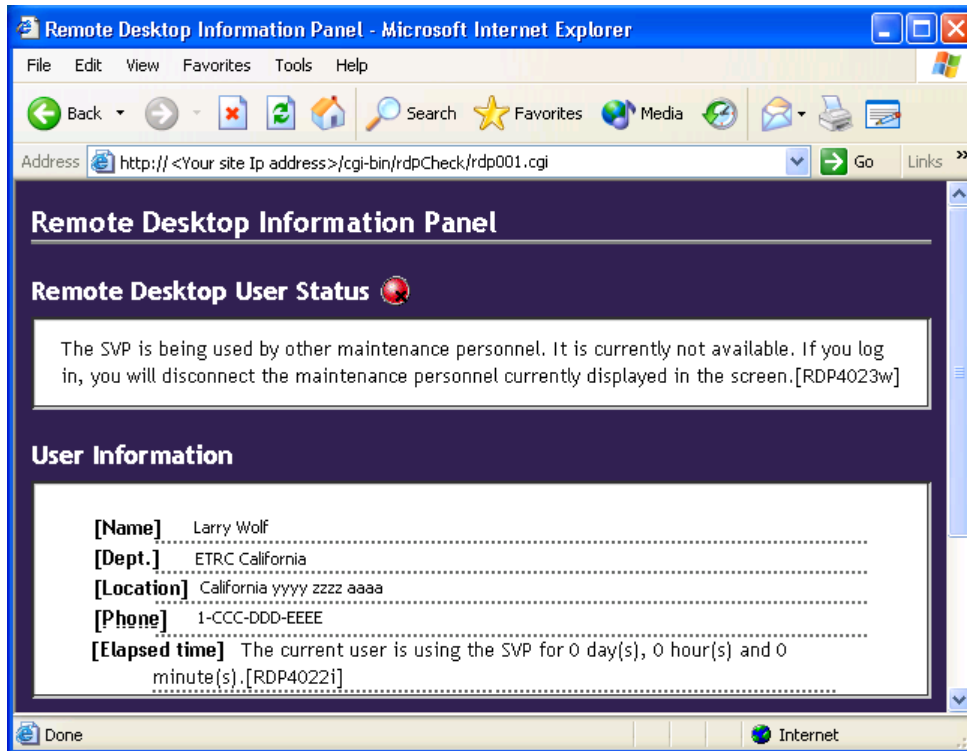 Remote Desktop Information Panel - Microsoft Internet Explorer
File Edit View Favorites Tools Help
Back Search Favorites Media
Address http:// <Your site Ip address>/cgi-bin/rdpCheck/rdp001.cgi Go Links »
Remote Desktop Information Panel
Remote Desktop User Status
The SVP is being used by other maintenance personnel. It is currently not available. If you log
in, you will disconnect the maintenance personnel currently displayed in the screen.[RDP4023w]
User Information
[Name] Larry Wolf
[Dept.] ETRC California
[Location] California yyyy zzzz aaaa
[Phone] 1-CCC-DDD-EEEE
[Elapsed time] The current user is using the SVP for 0 day(s), 0 hour(s) and 0
minute(s).[RDP4022i]
Done Internet